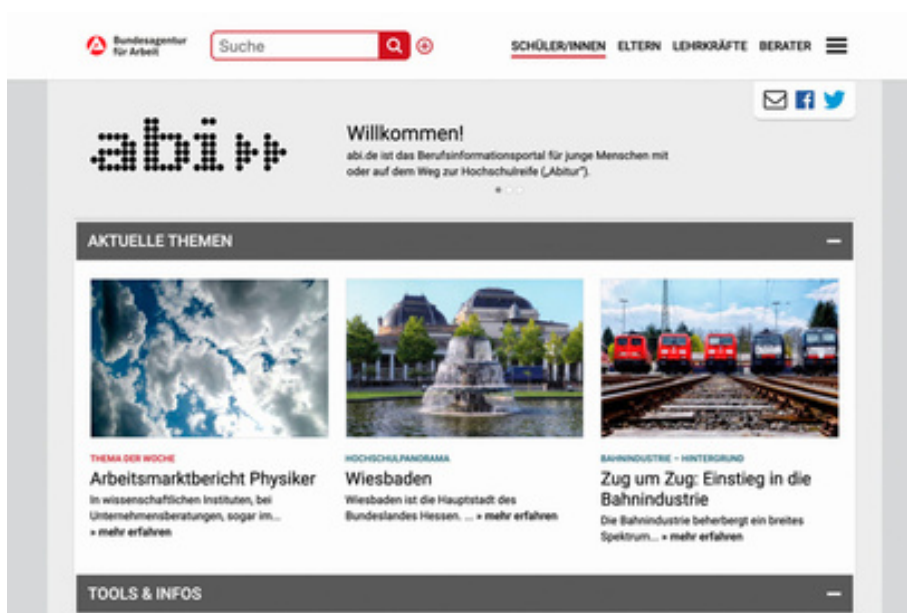 Bundesagentur
für Arbeit
Suche
SCHÜLER/INNEN ELTERN LEHRKRÄFTE BERATER
abi
Willkommen!
abi.de ist das Berufsinformationsportal für junge Menschen mit
oder auf dem Weg zur Hochschulreife („Abitur“).
AKTUELLE THEMEN
THEMA DER WOCHE
Arbeitsmarktbericht Physiker
In wissenschaftlichen Instituten, bei
Unternehmensberatungen, sogar im...
» mehr erfahren
HOCHSCHULPANORAMA
Wiesbaden
Wiesbaden ist die Hauptstadt des
Bundeslandes Hessen. ... » mehr erfahren
BAHNINDUSTRIE – HINTERGRUND
Zug um Zug: Einstieg in die
Bahnindustrie
Die Bahnindustrie beherbergt ein breites
Spektrum... » mehr erfahren
TOOLS & INFOS